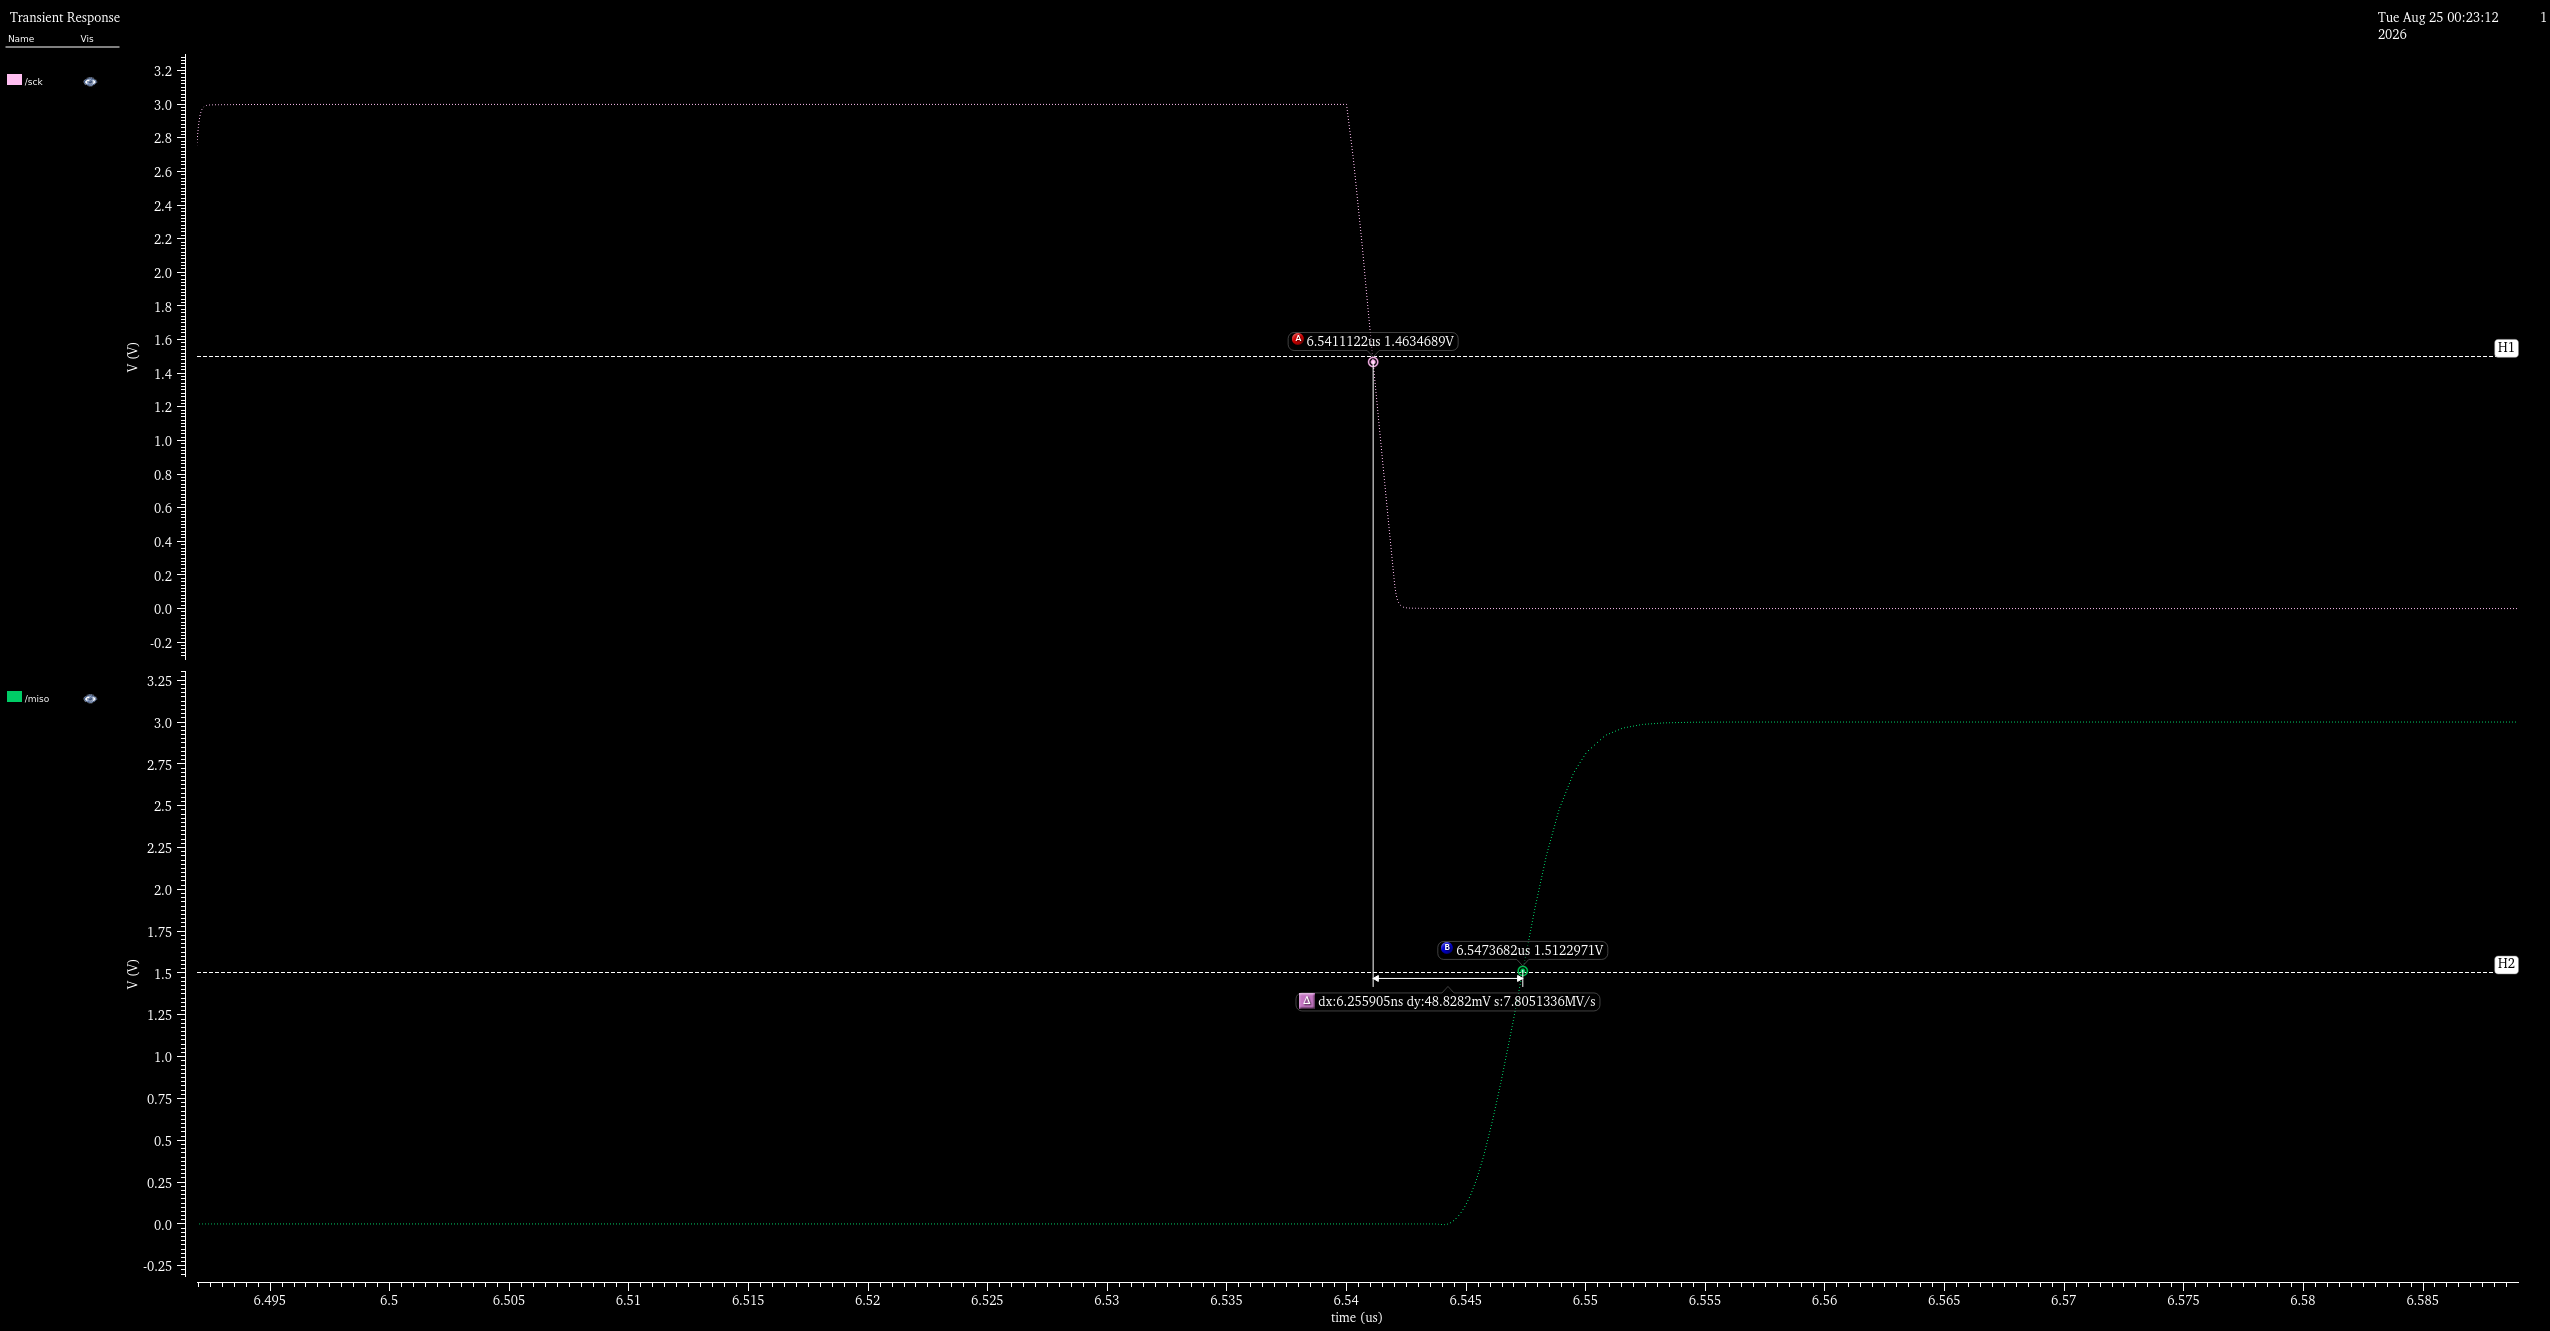 Transient Response
Tue Aug 25 00:23:12 1
2026
Name Vis
/sck
3.2
3.0
2.8
2.6
2.4
2.2
2.0
1.8
1.6
1.4
1.2
1.0
0.8
0.6
0.4
0.2
0.0
-0.2
V (V)
A 6.5411122us 1.4634689V
H1
/miso
3.25
3.0
2.75
2.5
2.25
2.0
1.75
1.5
1.25
1.0
0.75
0.5
0.25
0.0
-0.25
V (V)
B 6.5473682us 1.5122971V
H2
Δ dx:6.255905ns dy:48.8282mV s:7.8051336MV/s
6.495 6.5 6.505 6.51 6.515 6.52 6.525 6.53 6.535 6.54 6.545 6.55 6.555 6.56 6.565 6.57 6.575 6.58 6.585
time (us)